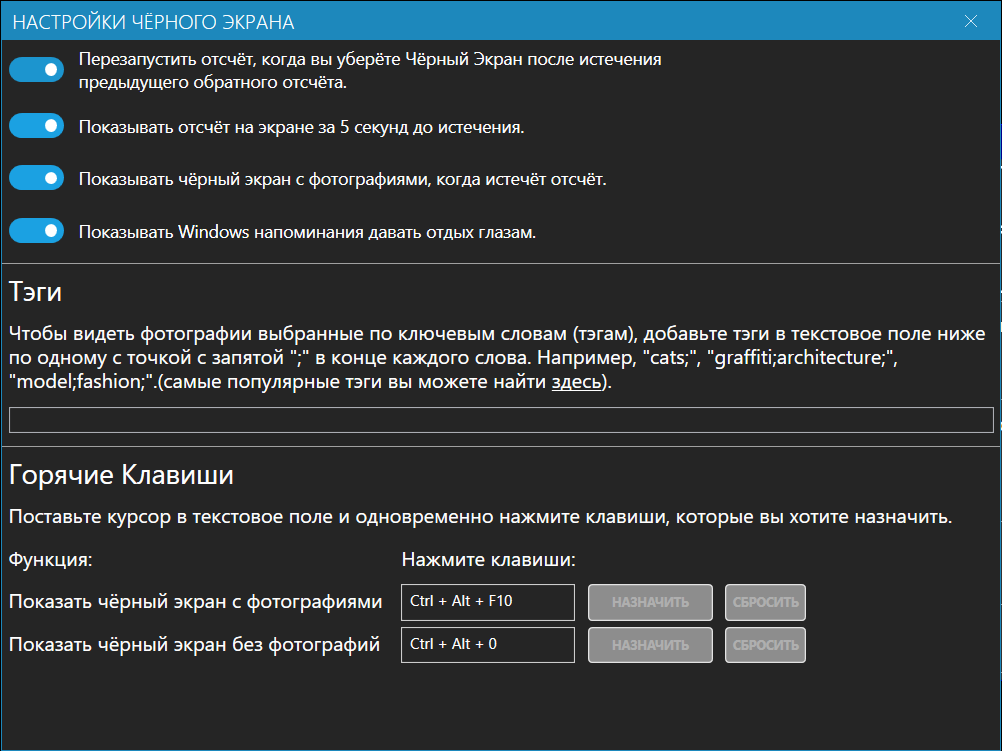 НАСТРОЙКИ ЧЁРНОГО ЭКРАНА
Перезапустить отсчёт, когда вы уберёте Чёрный Экран после истечения
предыдущего обратного отсчёта.
Показывать отсчёт на экране за 5 секунд до истечения.
Показывать чёрный экран с фотографиями, когда истечёт отсчёт.
Показывать Windows напоминания давать отдых глазам.
Тэги
Чтобы видеть фотографии выбранные по ключевым словам (тэгам), добавьте тэги в текстовое поле ниже
по одному с точкой с запятой ";" в конце каждого слова. Например, "cats;", "graffiti;architecture;",
"model;fashion;".(самые популярные тэги вы можете найти здесь).
Горячие Клавиши
Поставьте курсор в текстовое поле и одновременно нажмите клавиши, которые вы хотите назначить.
Функция: Нажмите клавиши:
Показать чёрный экран с фотографиями Ctrl + Alt + F10 НАЗНАЧИТЬ СБРОСИТЬ
Показать чёрный экран без фотографий Ctrl + Alt + 0 НАЗНАЧИТЬ СБРОСИТЬ